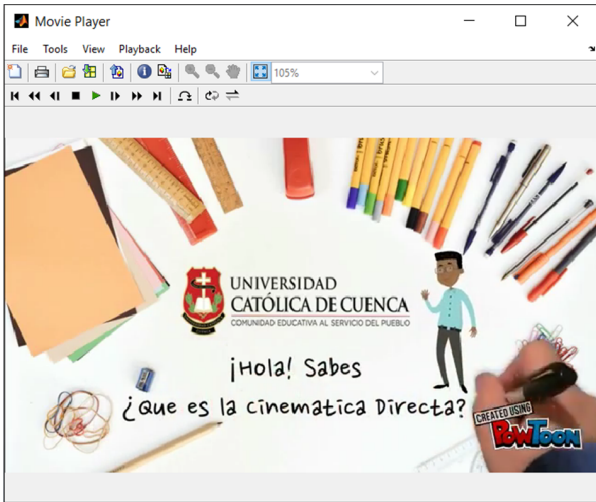 Movie Player
File Tools View Playback Help
105%
UNIVERSIDAD
CATÓLICA DE CUENCA
COMUNIDAD EDUCATIVA AL SERVICIO DEL PUEBLO
¡Hola! Sabes
¿Que es la cinematica Directa?
CREATED USING
POWTOON